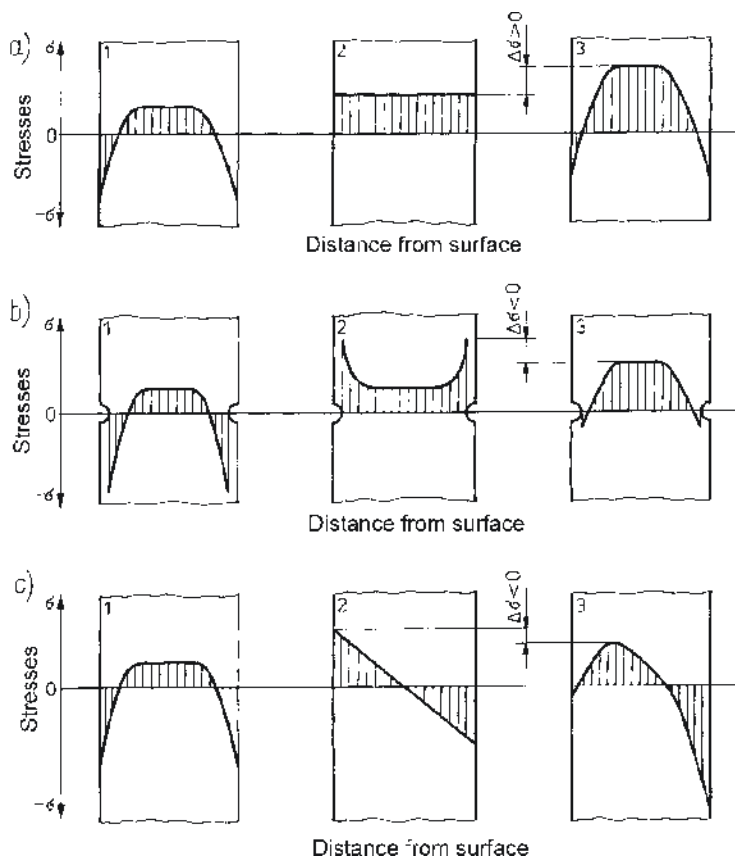 a)
1
2
3
Δσ>0
σ
Stresses
0
-σ
Distance from surface
b)
1
2
3
Δσ<0
σ
Stresses
0
-σ
Distance from surface
c)
1
2
3
Δσ<0
σ
Stresses
0
-σ
Distance from surface